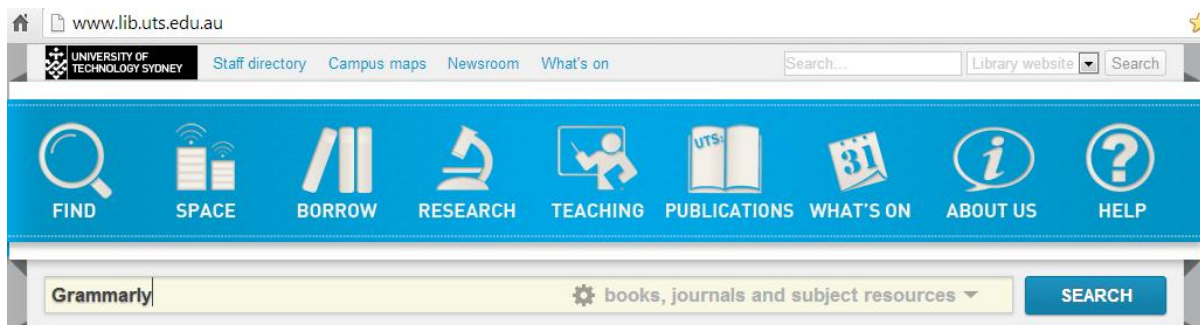 www.lib.uts.edu.au
UNIVERSITY OF
TECHNOLOGY SYDNEY
Staff directory Campus maps Newsroom What's on Search... Library website Search
UTS:
31
FIND SPACE BORROW RESEARCH TEACHING PUBLICATIONS WHAT'S ON ABOUT US HELP
Grammarly books, journals and subject resources SEARCH